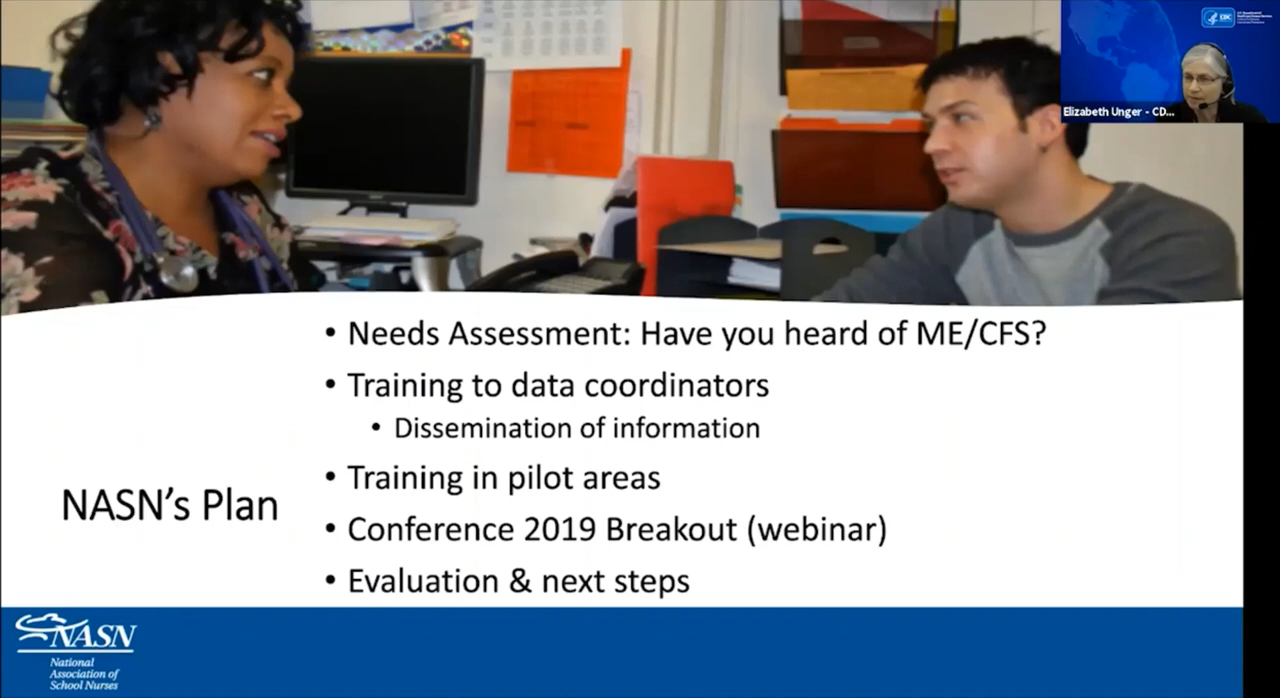 CDC
Elizabeth Unger - CD...
• Needs Assessment: Have you heard of ME/CFS?
• Training to data coordinators
• Dissemination of information
• Training in pilot areas
NASN’s Plan
• Conference 2019 Breakout (webinar)
• Evaluation & next steps
NASN
National
Association of
School Nurses